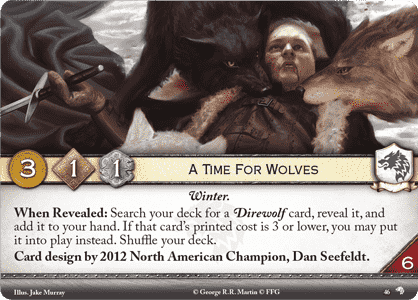 3 1 1 A Time For Wolves
Winter.
When Revealed: Search your deck for a Direwolf card, reveal it, and
add it to your hand. If that card's printed cost is 3 or lower, you may put
it into play instead. Shuffle your deck.
Card design by 2012 North American Champion, Dan Seefeldt.
6
Illus. Jake Murray © George R.R. Martin © FFG 46